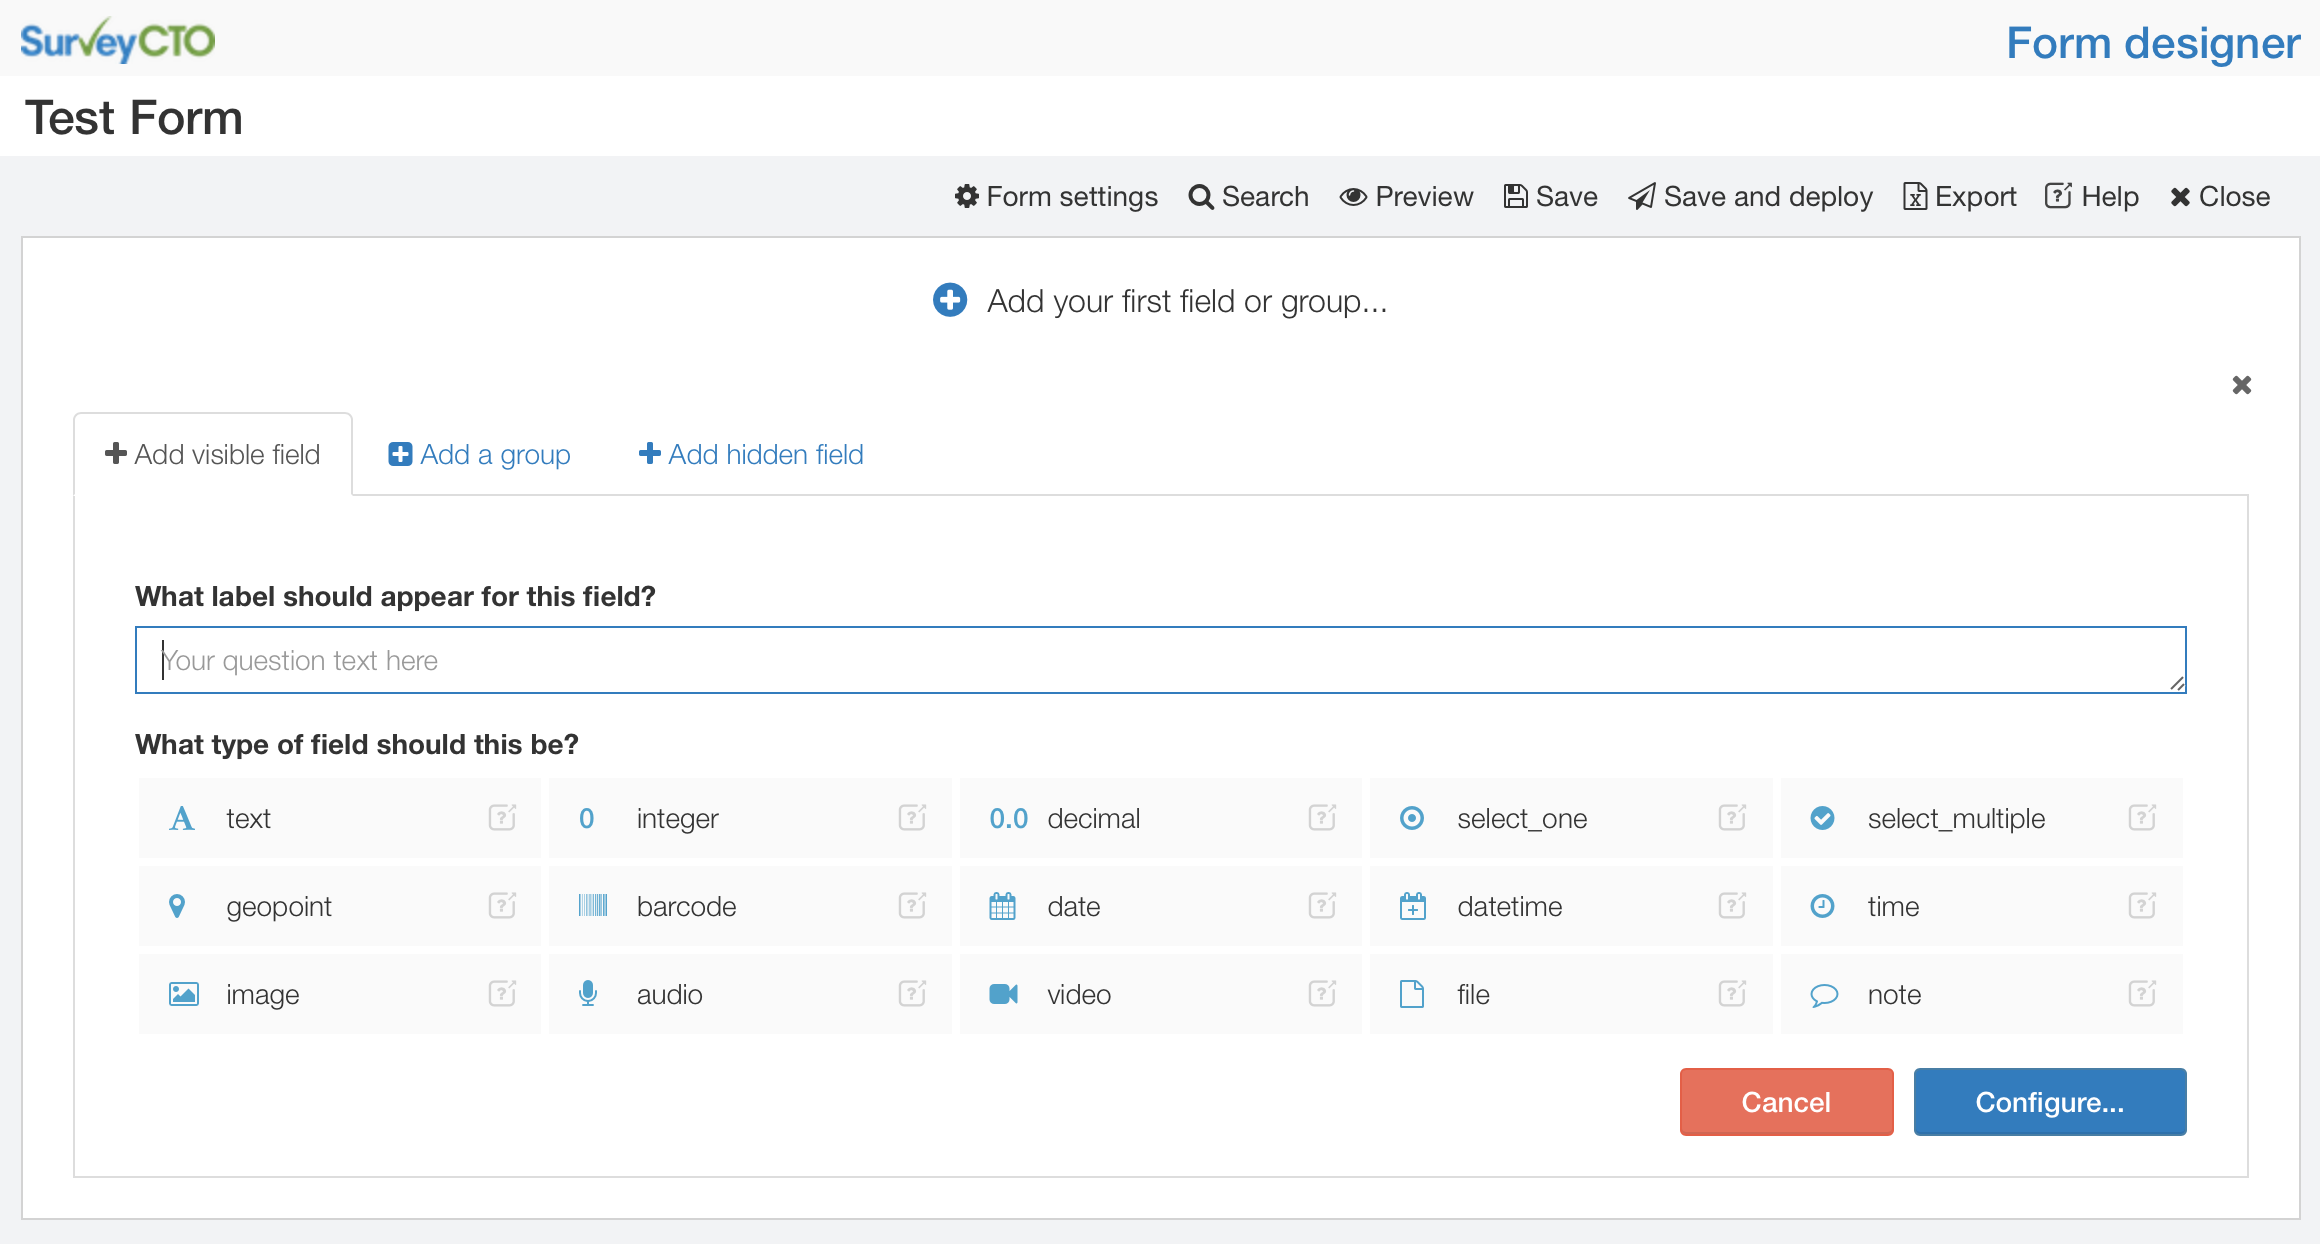 SurveyCTO
Form designer
Test Form
Form settings Search Preview Save Save and deploy Export Help Close
Add your first field or group...
Add visible field Add a group Add hidden field
What label should appear for this field?
Your question text here
What type of field should this be?
A text ? 0 integer ? 0.0 decimal ? select_one ? select_multiple ?
geopoint ? barcode ? date ? datetime ? time ?
image ? audio ? video ? file ? note ?
Cancel Configure...